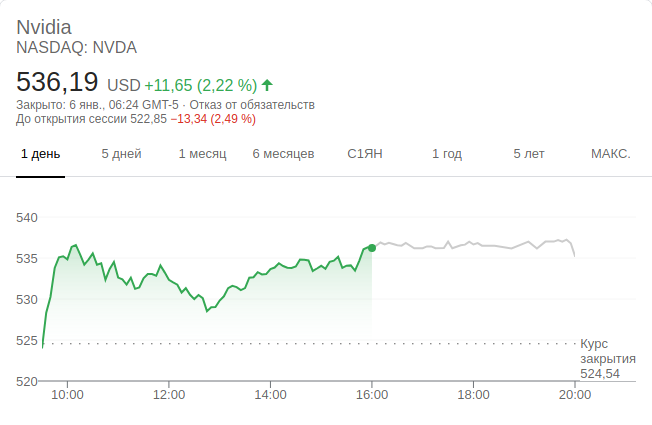 Nvidia
NASDAQ: NVDA
536,19 USD +11,65 (2,22 %)
Закрыто: 6 янв., 06:24 GMT-5 · Отказ от обязательств
До открытия сессии 522,85 −13,34 (2,49 %)
1 день 5 дней 1 месяц 6 месяцев С1ЯН 1 год 5 лет МАКС.
540
535
530
525
520
Курс
закрытия
524,54
10:00 12:00 14:00 16:00 18:00 20:00